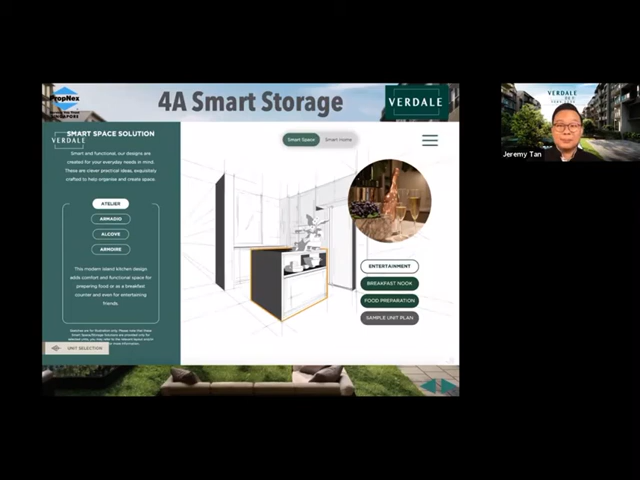 PropNex
SINGAPORE
4A Smart Storage
VERDALE
SMART SPACE SOLUTION
VERDALE
Smart and functional, our designs are
created for your everyday needs in mind.
These are clever practical ideas, exquisitely
crafted to help organise and create space.
ATELIER
ARMADIO
ALCOVE
ARMOIRE
This modern island kitchen design
adds comfort and functional space for
preparing food or as a breakfast
counter and even for entertaining
friends.
UNIT SELECTION
Smart Space
Smart Home
ENTERTAINMENT
BREAKFAST NOOK
FOOD PREPARATION
SAMPLE UNIT PLAN
VERDALE
Jeremy Tan